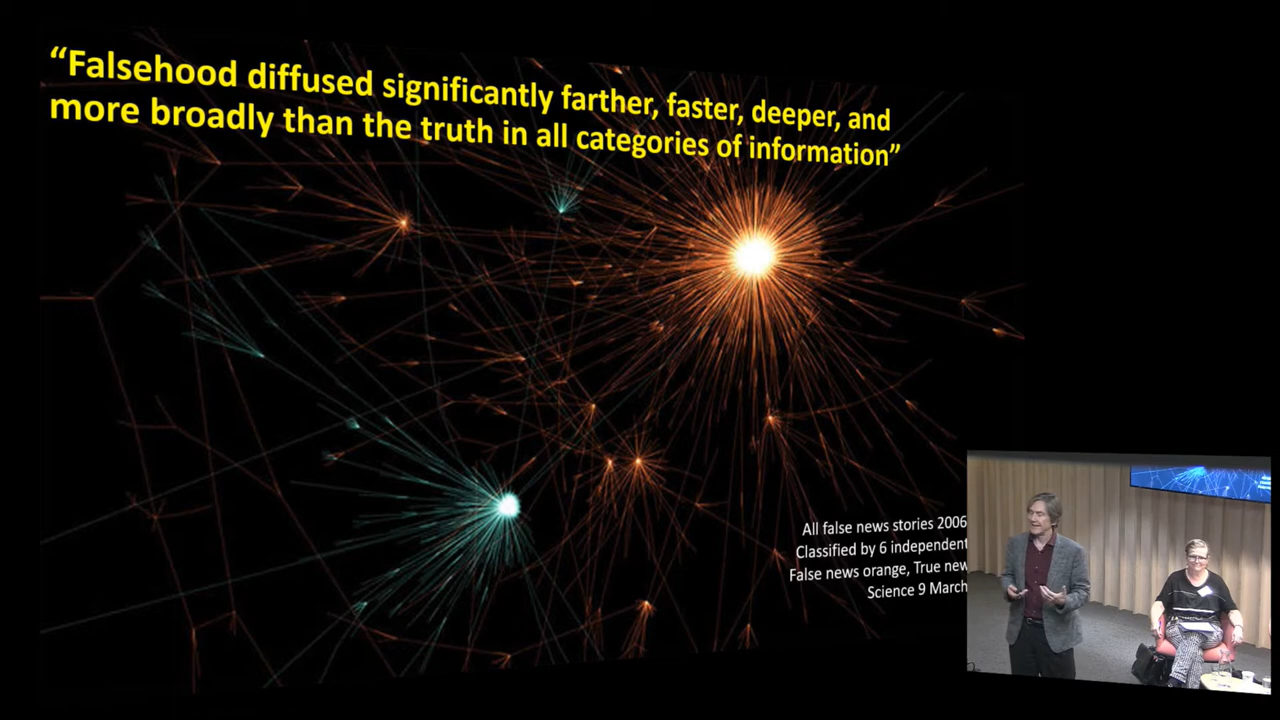 “Falsehood diffused significantly farther, faster, deeper, and
more broadly than the truth in all categories of information”
All false news stories 2006
Classified by 6 independent
False news orange, True new
Science 9 March